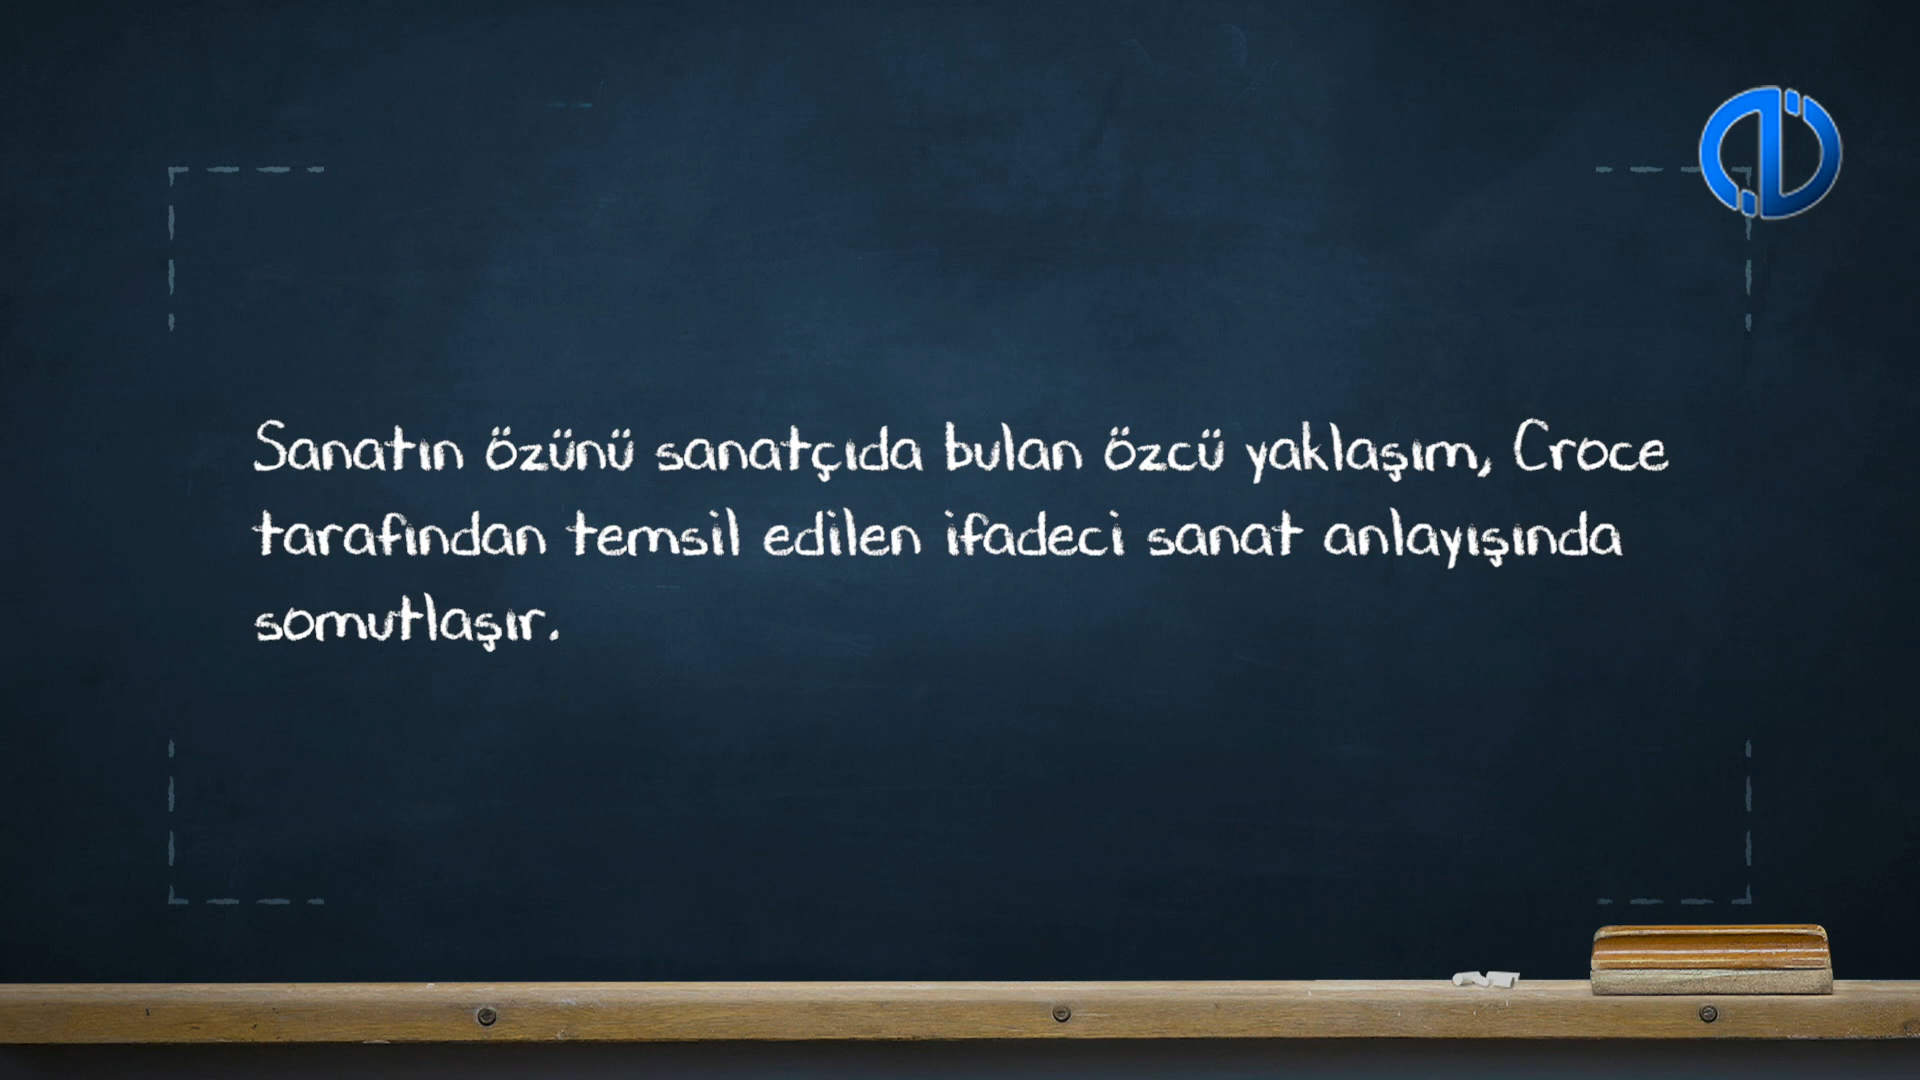 Sanatın özünü sanatçıda bulan özcü yaklaşım, Croce
tarafından temsil edilen ifadeci sanat anlayışında
somutlaşır.